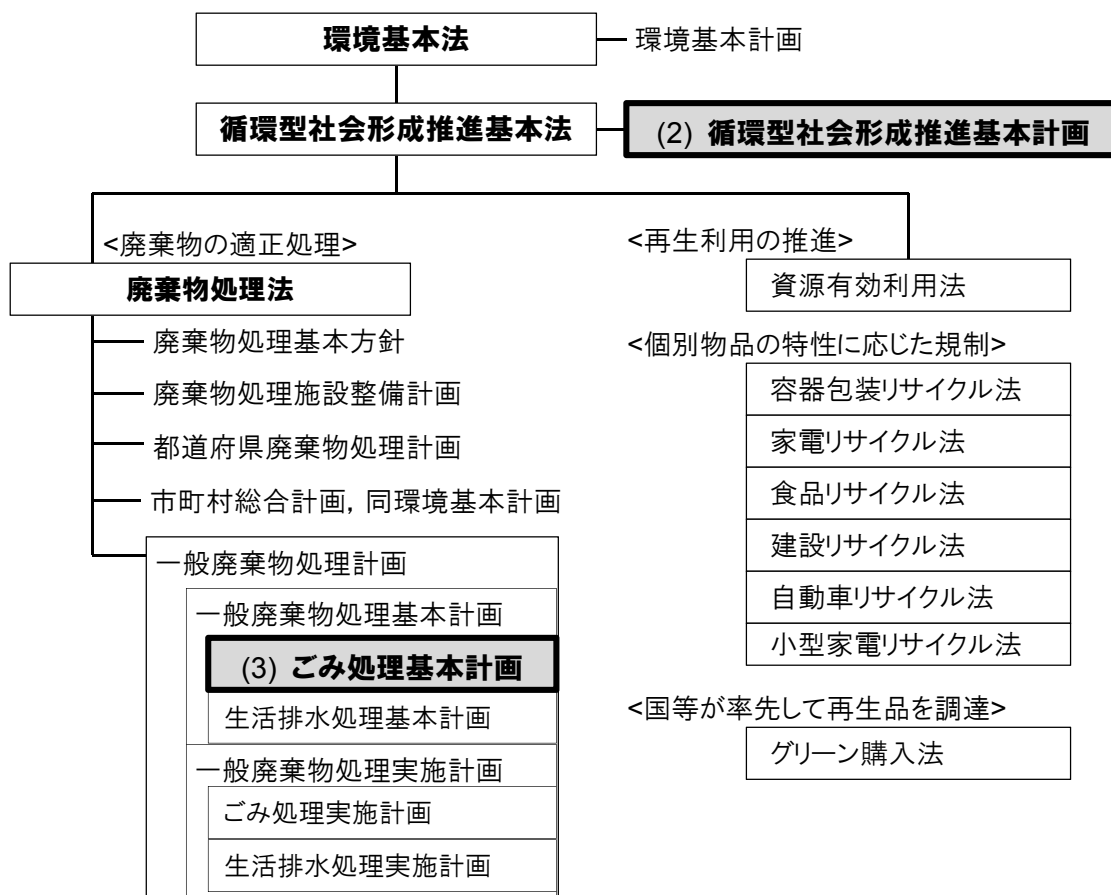 環境基本法
環境基本計画
循環型社会形成推進基本法
(2) 循環型社会形成推進基本計画
<廃棄物の適正処理>
廃棄物処理法
廃棄物処理基本方針
廃棄物処理施設整備計画
都道府県廃棄物処理計画
市町村総合計画, 同環境基本計画
一般廃棄物処理計画
一般廃棄物処理基本計画
(3) ごみ処理基本計画
生活排水処理基本計画
一般廃棄物処理実施計画
ごみ処理実施計画
生活排水処理実施計画
<再生利用の推進>
資源有効利用法
<個別物品の特性に応じた規制>
容器包装リサイクル法
家電リサイクル法
食品リサイクル法
建設リサイクル法
自動車リサイクル法
小型家電リサイクル法
<国等が率先して再生品を調達>
グリーン購入法